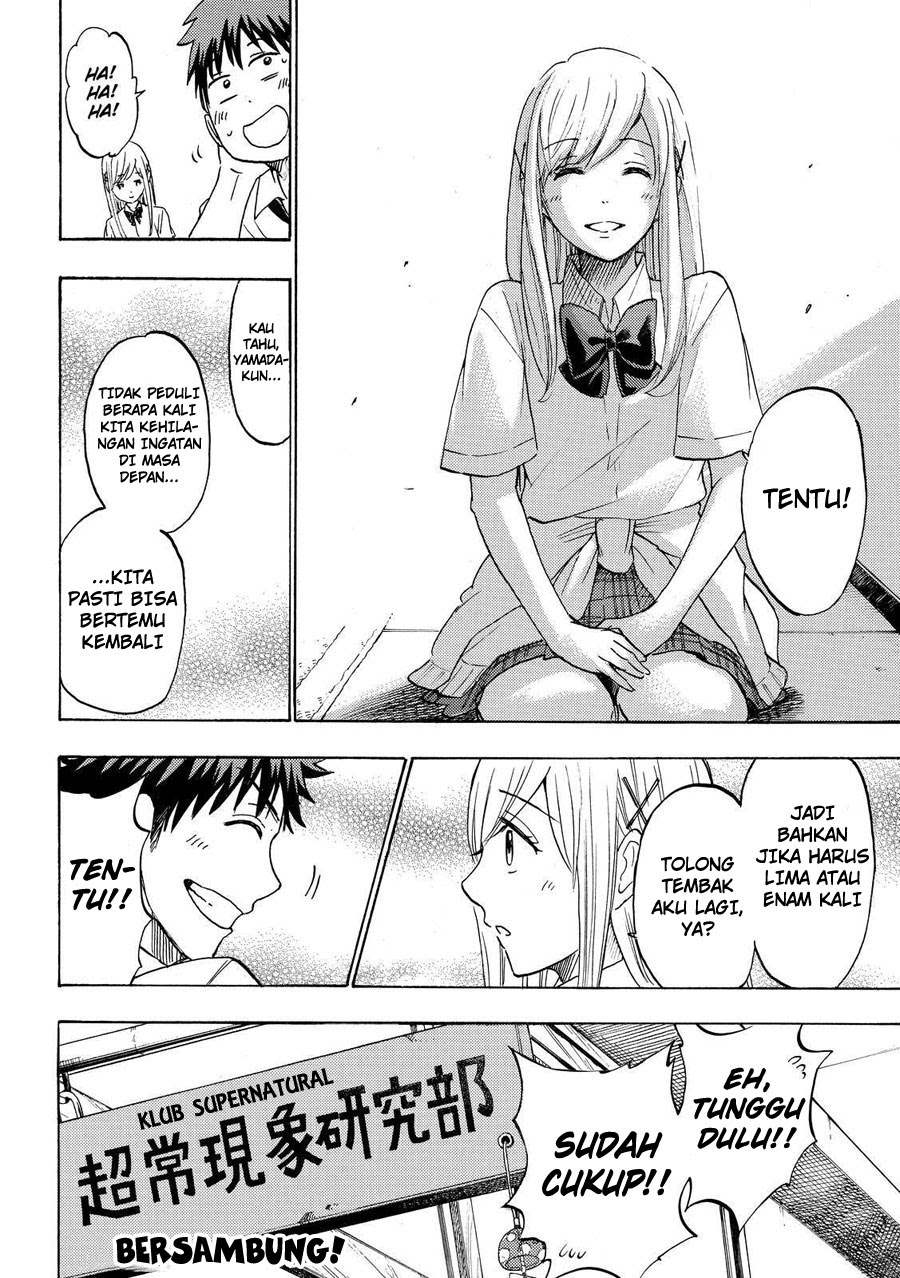 TENTU!
HA!
HA!
HA!
KAU
TAHU,
YAMADA-
KUN...
TIDAK PEDULI
BERAPA KALI
KITA KEHILA-
NGAN INGATAN
DI MASA
DEPAN...
...KITA
PASTI BISA
BERTEMU
KEMBALI
JADI
BAHKAN
JIKA HARUS
LIMA ATAU
ENAM KALI
TOLONG
TEMBAK
AKU LAGI,
YA?
TEN-
TU!!
EH,
TUNGGU
DULU!!
SUDAH
CUKUP!!
KLUB SUPERNATURAL
超常現象研究部
BERSAMBUNG!